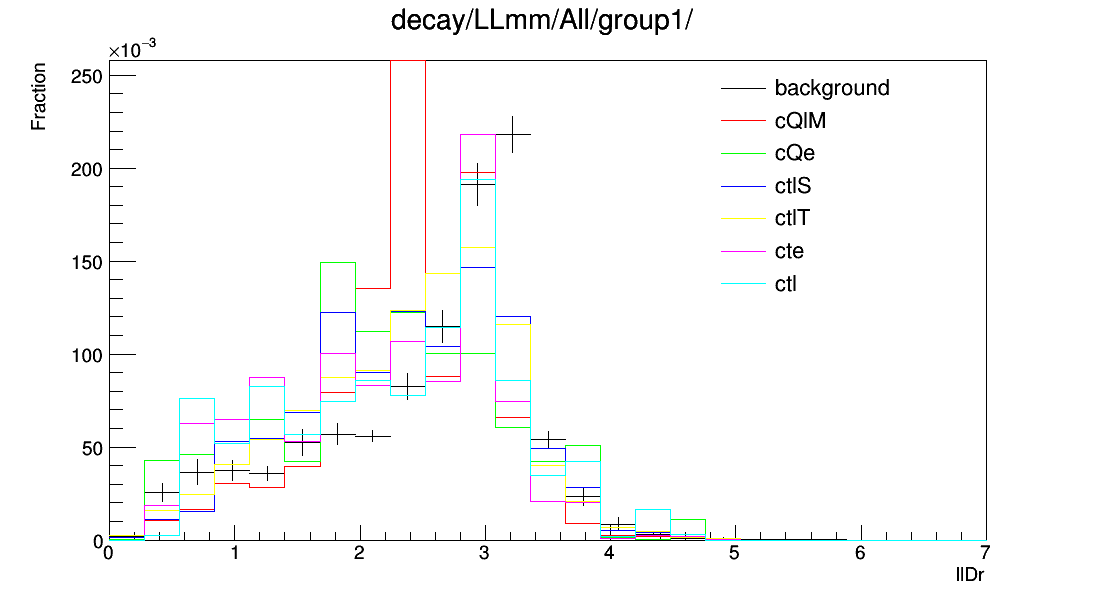 decay/LLmm/All/group1/
×10⁻³
Fraction
250
200
150
100
50
0
background
cQlM
cQe
ctlS
ctlT
cte
ctl
0 1 2 3 4 5 6 7
llDr